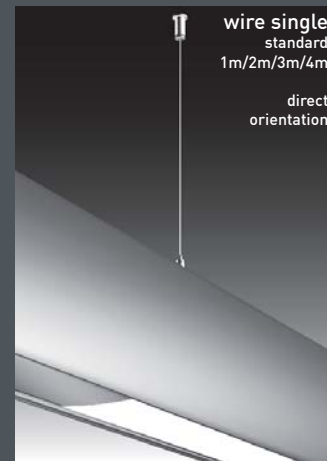 wire single
standard
1m/2m/3m/4m
direct
orientation